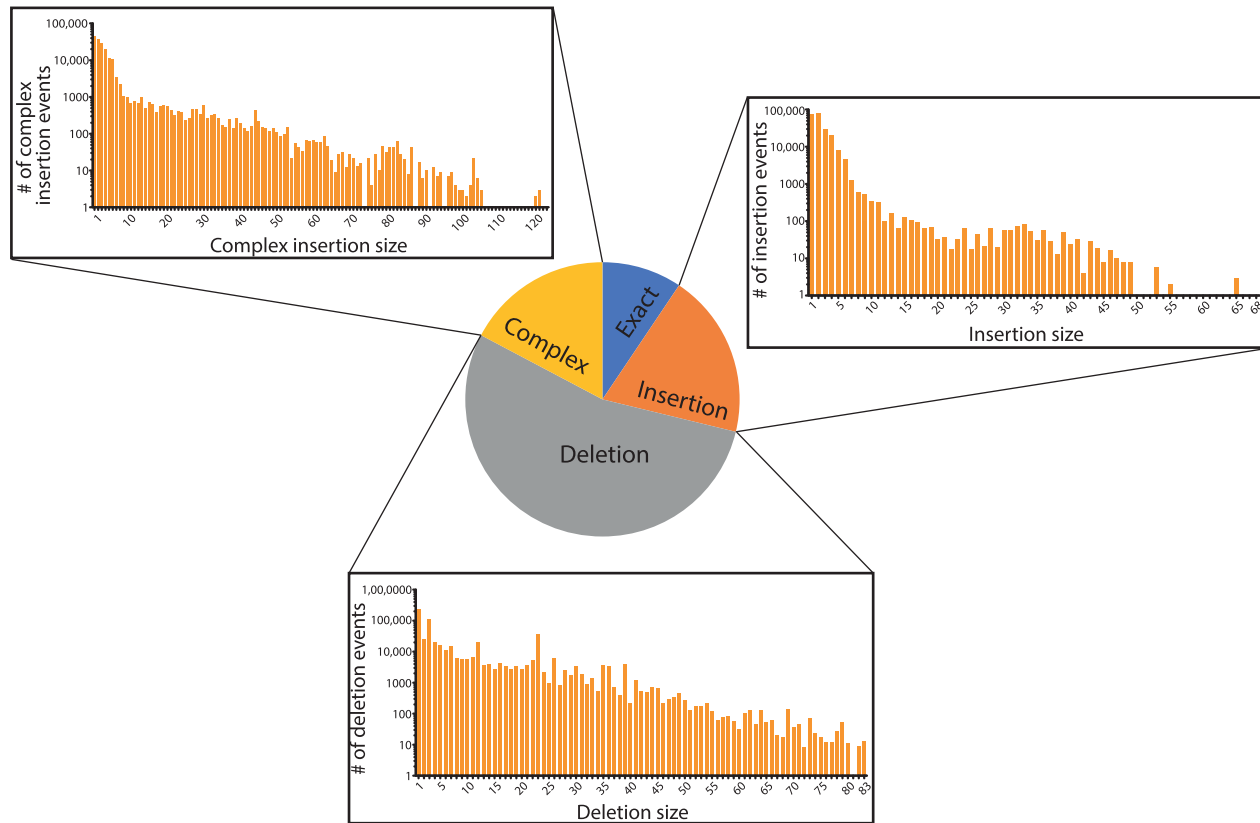 100,000
10,000
1000
100
10
1
# of complex
insertion events
1 10 20 30 40 50 60 70 80 90 100 110 120
Complex insertion size
100,000
10,000
1000
100
10
1
# of insertion events
1 5 10 15 20 25 30 35 40 45 50 55 60 65 68
Insertion size
Exact
Complex
Insertion
Deletion
1,00,0000
100,000
10,000
1000
100
10
1
# of deletion events
1 5 10 15 20 25 30 35 40 45 50 55 60 65 70 75 80 83
Deletion size